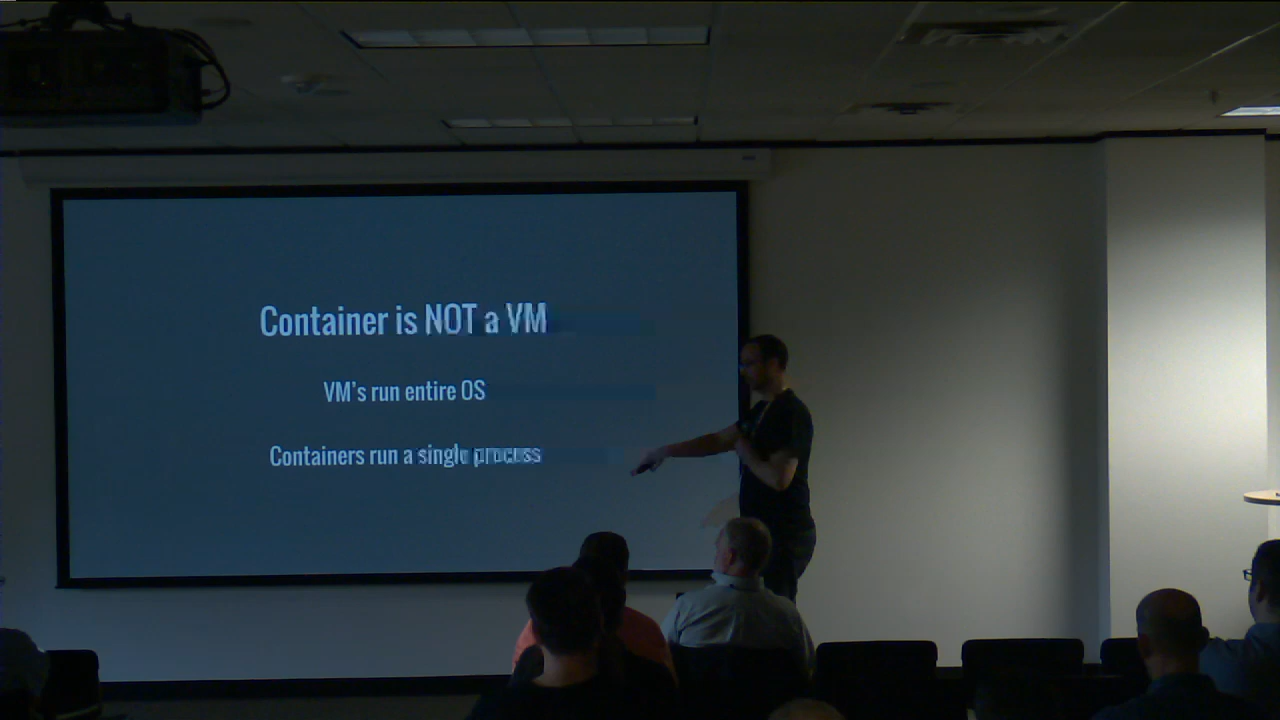 Container is NOT a VM
VM's run entire OS
Containers run a single process